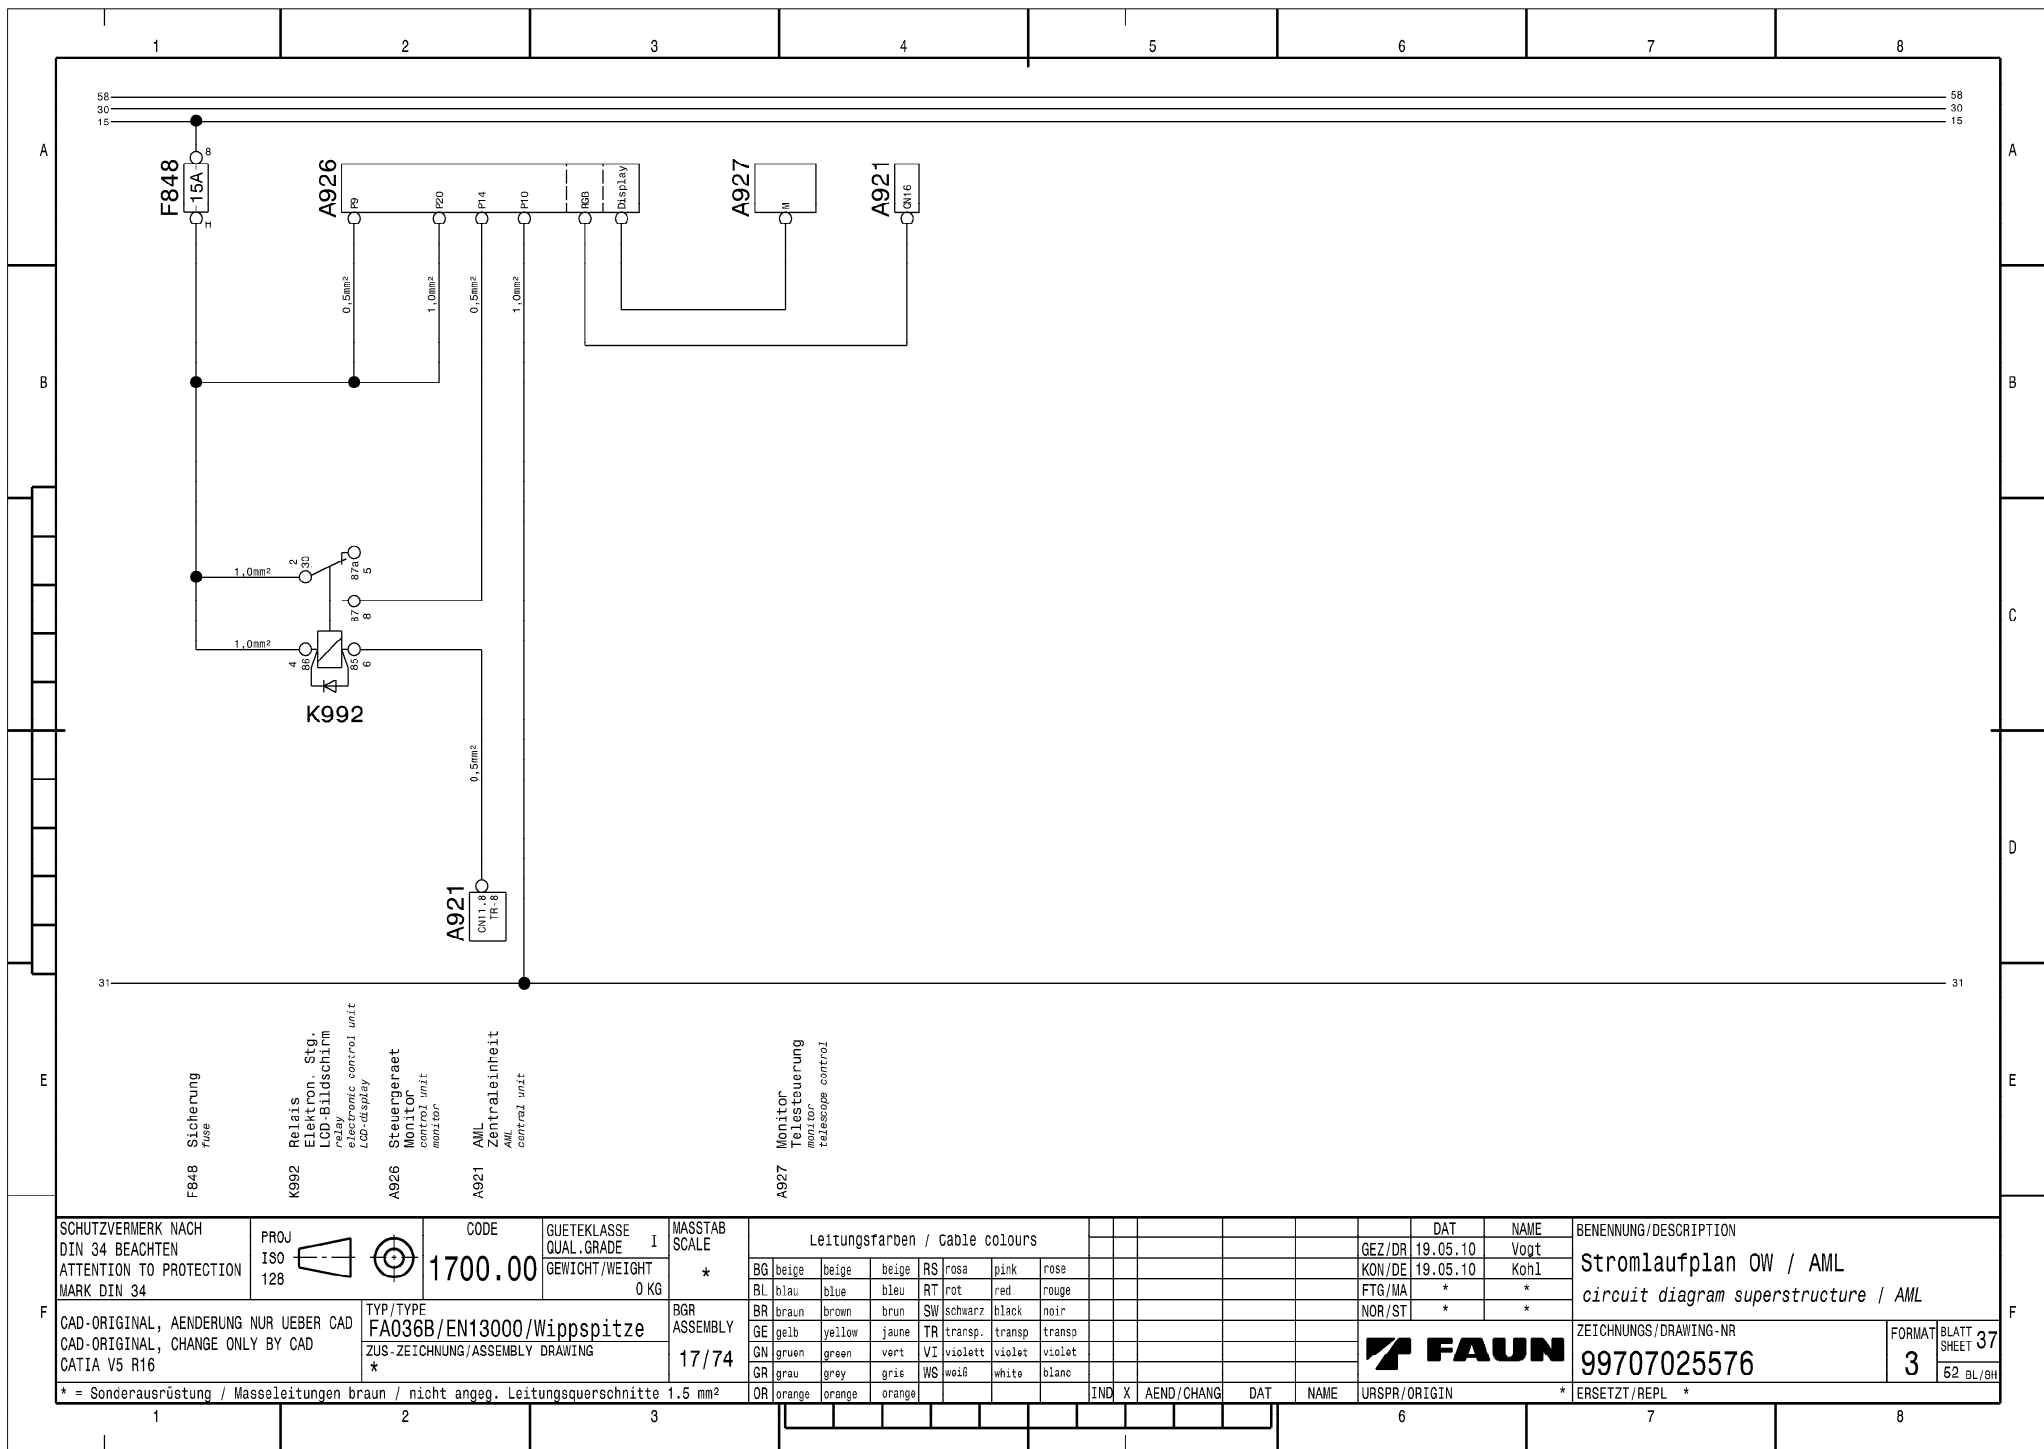 1 2 3 4 5 6 7 8
58 58
30 30
15 15
A A
8
F848
15A
H
A926
P9
P20
P14
P10
RGB
Display
A927
M
A921
CN16
0,5mm²
1,0mm²
0,5mm²
1,0mm²
B B
2
30
87a
5
1,0mm²
87
8
C C
1,0mm²
4
86
85
6
K992
0,5mm²
D D
A921
CN11.8
TR-8
31 31
E E
F848 Sicherung
fuse
K992 Relais
Elektron. Stg.
LCD-Bildschirm
relay
electronic control unit
LCD-display
A926 Steuergeraet
Monitor
control unit
monitor
A921 AML
Zentraleinheit
AML
central unit
A927 Monitor
Telesteuerung
monitor
telescope control
F F
SCHUTZVERMERK NACH
DIN 34 BEACHTEN
ATTENTION TO PROTECTION
MARK DIN 34
PROJ
ISO
128
CODE
1700.00
GUETEKLASSE
QUAL.GRADE I
GEWICHT/WEIGHT
0 KG
MASSTAB
SCALE
*
CAD-ORIGINAL, AENDERUNG NUR UEBER CAD
CAD-ORIGINAL, CHANGE ONLY BY CAD
CATIA V5 R16
TYP/TYPE
FA036B/EN13000/Wippspitze
ZUS-ZEICHNUNG/ASSEMBLY DRAWING
*
BGR
ASSEMBLY
17/74
* = Sonderausrüstung / Masseleitungen braun / nicht angeg. Leitungsquerschnitte 1.5 mm²
Leitungsfarben / Cable colours
BG beige beige beige RS rosa pink rose
BL blau blue bleu RT rot red rouge
BR braun brown brun SW schwarz black noir
GE gelb yellow jaune TR transp. transp transp
GN gruen green vert VI violett violet violet
GR grau grey gris WS weiß white blanc
OR orange orange orange
IND X AEND/CHANG DAT NAME
DAT NAME
GEZ/DR 19.05.10 Vogt
KON/DE 19.05.10 Kohl
FTG/MA * *
NOR/ST * *
FAUN
URSPR/ORIGIN *
BENENNUNG/DESCRIPTION
Stromlaufplan OW / AML
circuit diagram superstructure / AML
ZEICHNUNGS/DRAWING-NR
99707025576
FORMAT
3
BLATT
SHEET 37
62 BL/SH
ERSETZT/REPL *
1 2 3 6 7 8